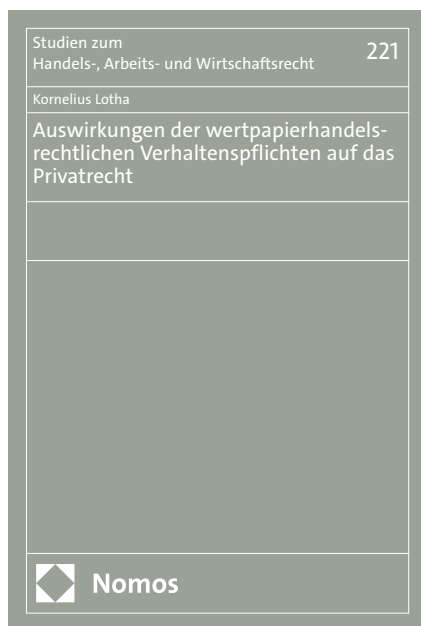 Studien zum
Handels-, Arbeits- und Wirtschaftsrecht
221
Kornelius Lotha
Auswirkungen der wertpapierhandels-
rechtlichen Verhaltenspflichten auf das
Privatrecht
Nomos